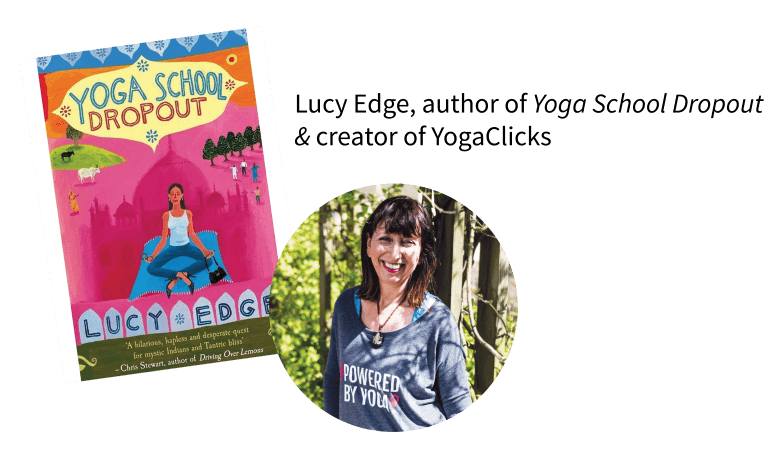 YOGA SCHOOL
DROPOUT
LUCY EDGE
'A hilarious, hapless and desperate quest
for mystic Indians and Tantric bliss'
– Chris Stewart, author of Driving Over Lemons
Lucy Edge, author of Yoga School Dropout
& creator of YogaClicks
POWERED
BY YOGA